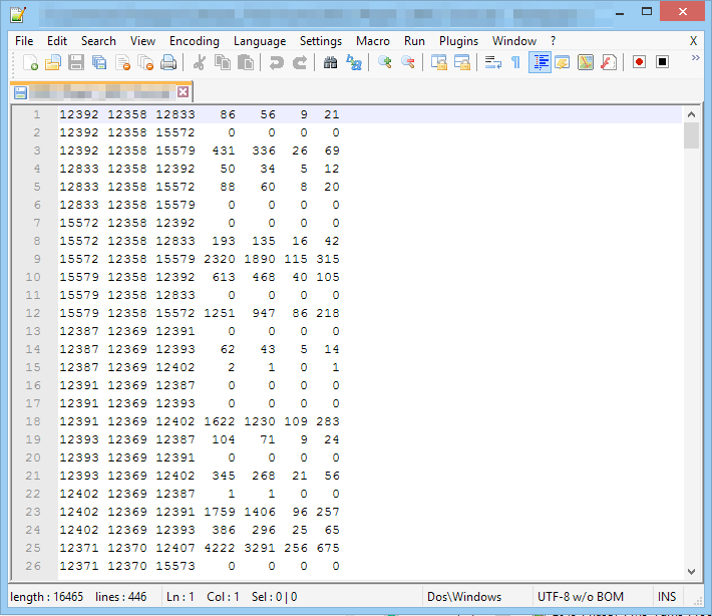 File Edit Search View Encoding Language Settings Macro Run Plugins Window ? X
1 12392 12358 12833 86 56 9 21
2 12392 12358 15572 0 0 0 0
3 12392 12358 15579 431 336 26 69
4 12833 12358 12392 50 34 5 12
5 12833 12358 15572 88 60 8 20
6 12833 12358 15579 0 0 0 0
7 15572 12358 12392 0 0 0 0
8 15572 12358 12833 193 135 16 42
9 15572 12358 15579 2320 1890 115 315
10 15579 12358 12392 613 468 40 105
11 15579 12358 12833 0 0 0 0
12 15579 12358 15572 1251 947 86 218
13 12387 12369 12391 0 0 0 0
14 12387 12369 12393 62 43 5 14
15 12387 12369 12402 2 1 0 1
16 12391 12369 12387 0 0 0 0
17 12391 12369 12393 0 0 0 0
18 12391 12369 12402 1622 1230 109 283
19 12393 12369 12387 104 71 9 24
20 12393 12369 12391 0 0 0 0
21 12393 12369 12402 345 268 21 56
22 12402 12369 12387 1 1 0 0
23 12402 12369 12391 1759 1406 96 257
24 12402 12369 12393 386 296 25 65
25 12371 12370 12407 4222 3291 256 675
26 12371 12370 15573 0 0 0 0
length : 16465 lines : 446 Ln : 1 Col : 1 Sel : 0 | 0 Dos\Windows UTF-8 w/o BOM INS